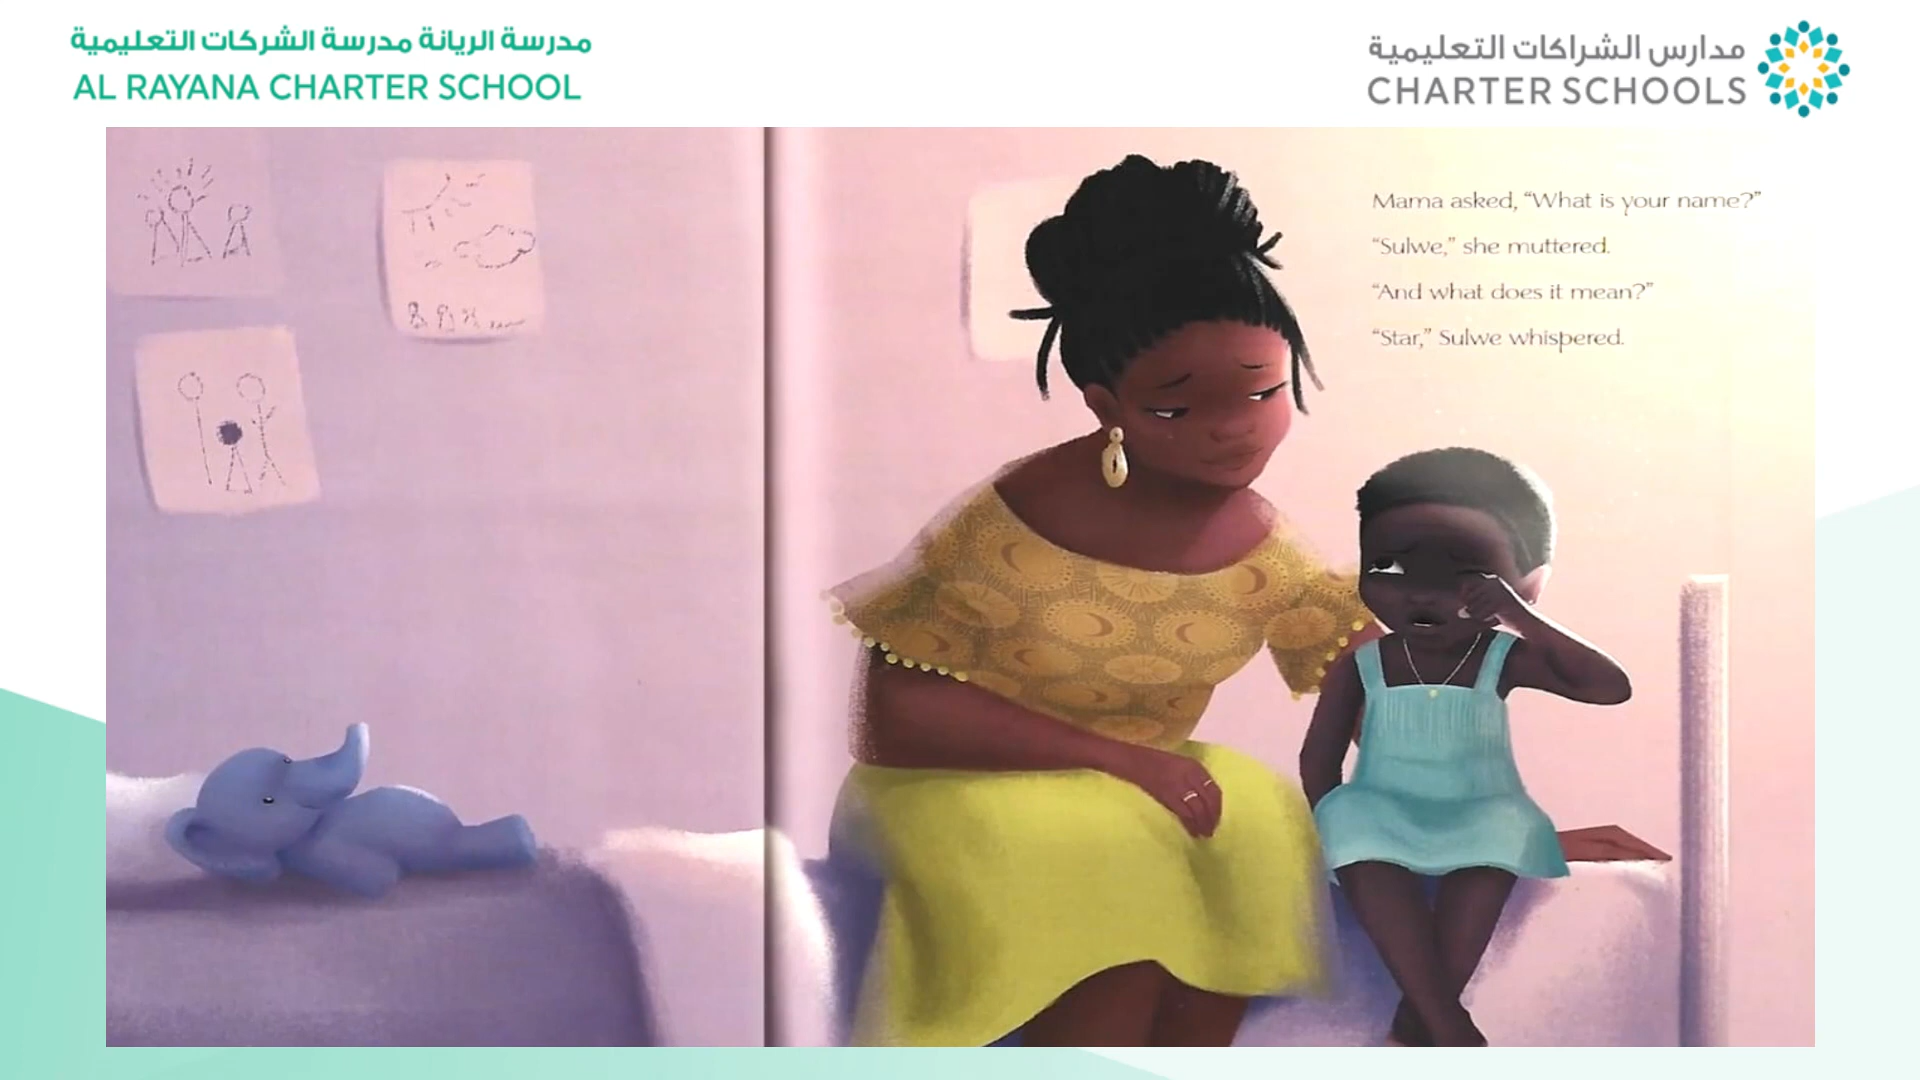 مدرسة الريانة مدرسة الشركات التعليمية
AL RAYANA CHARTER SCHOOL
مدارس الشراكات التعليمية
CHARTER SCHOOLS
Mama asked, “What is your name?”
“Sulwe,” she muttered.
“And what does it mean?”
“Star,” Sulwe whispered.